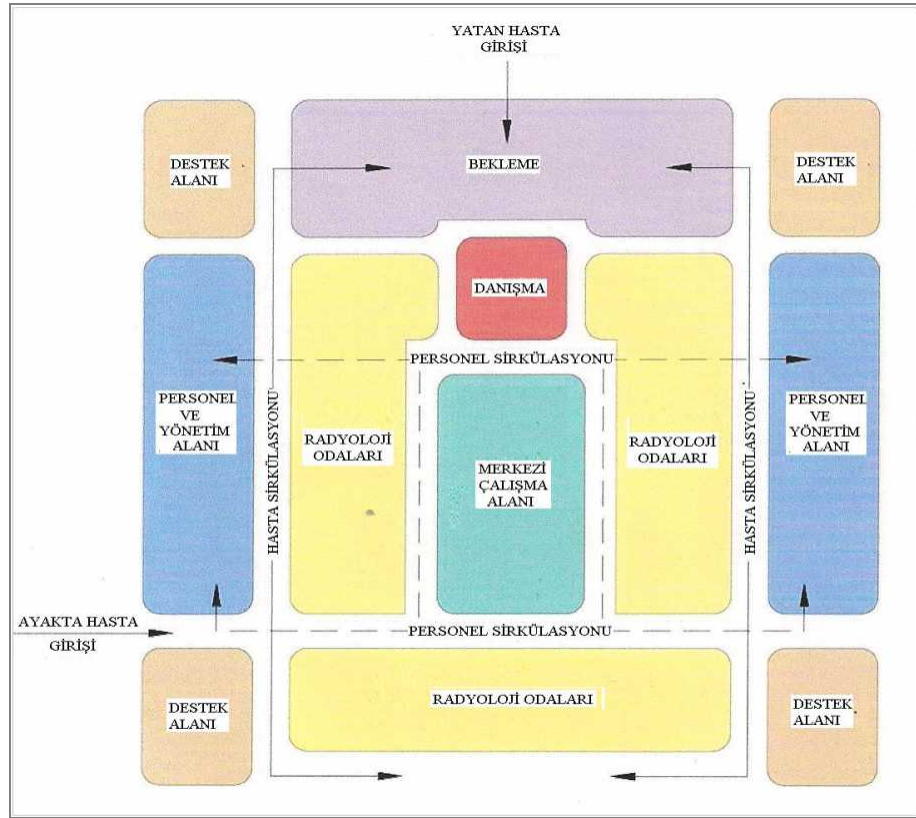 YATAN HASTA
GİRİŞİ
DESTEK
ALANI
BEKLEME
DESTEK
ALANI
DANIŞMA
PERSONEL SİRKÜLASYONU
PERSONEL
VE
YÖNETİM
ALANI
HASTA SİRKÜLASYONU
RADYOLOJİ
ODALARI
MERKEZİ
ÇALIŞMA
ALANI
RADYOLOJİ
ODALARI
HASTA SİRKÜLASYONU
PERSONEL
VE
YÖNETİM
ALANI
AYAKTA HASTA
GİRİŞİ
PERSONEL SİRKÜLASYONU
DESTEK
ALANI
RADYOLOJİ ODALARI
DESTEK
ALANI